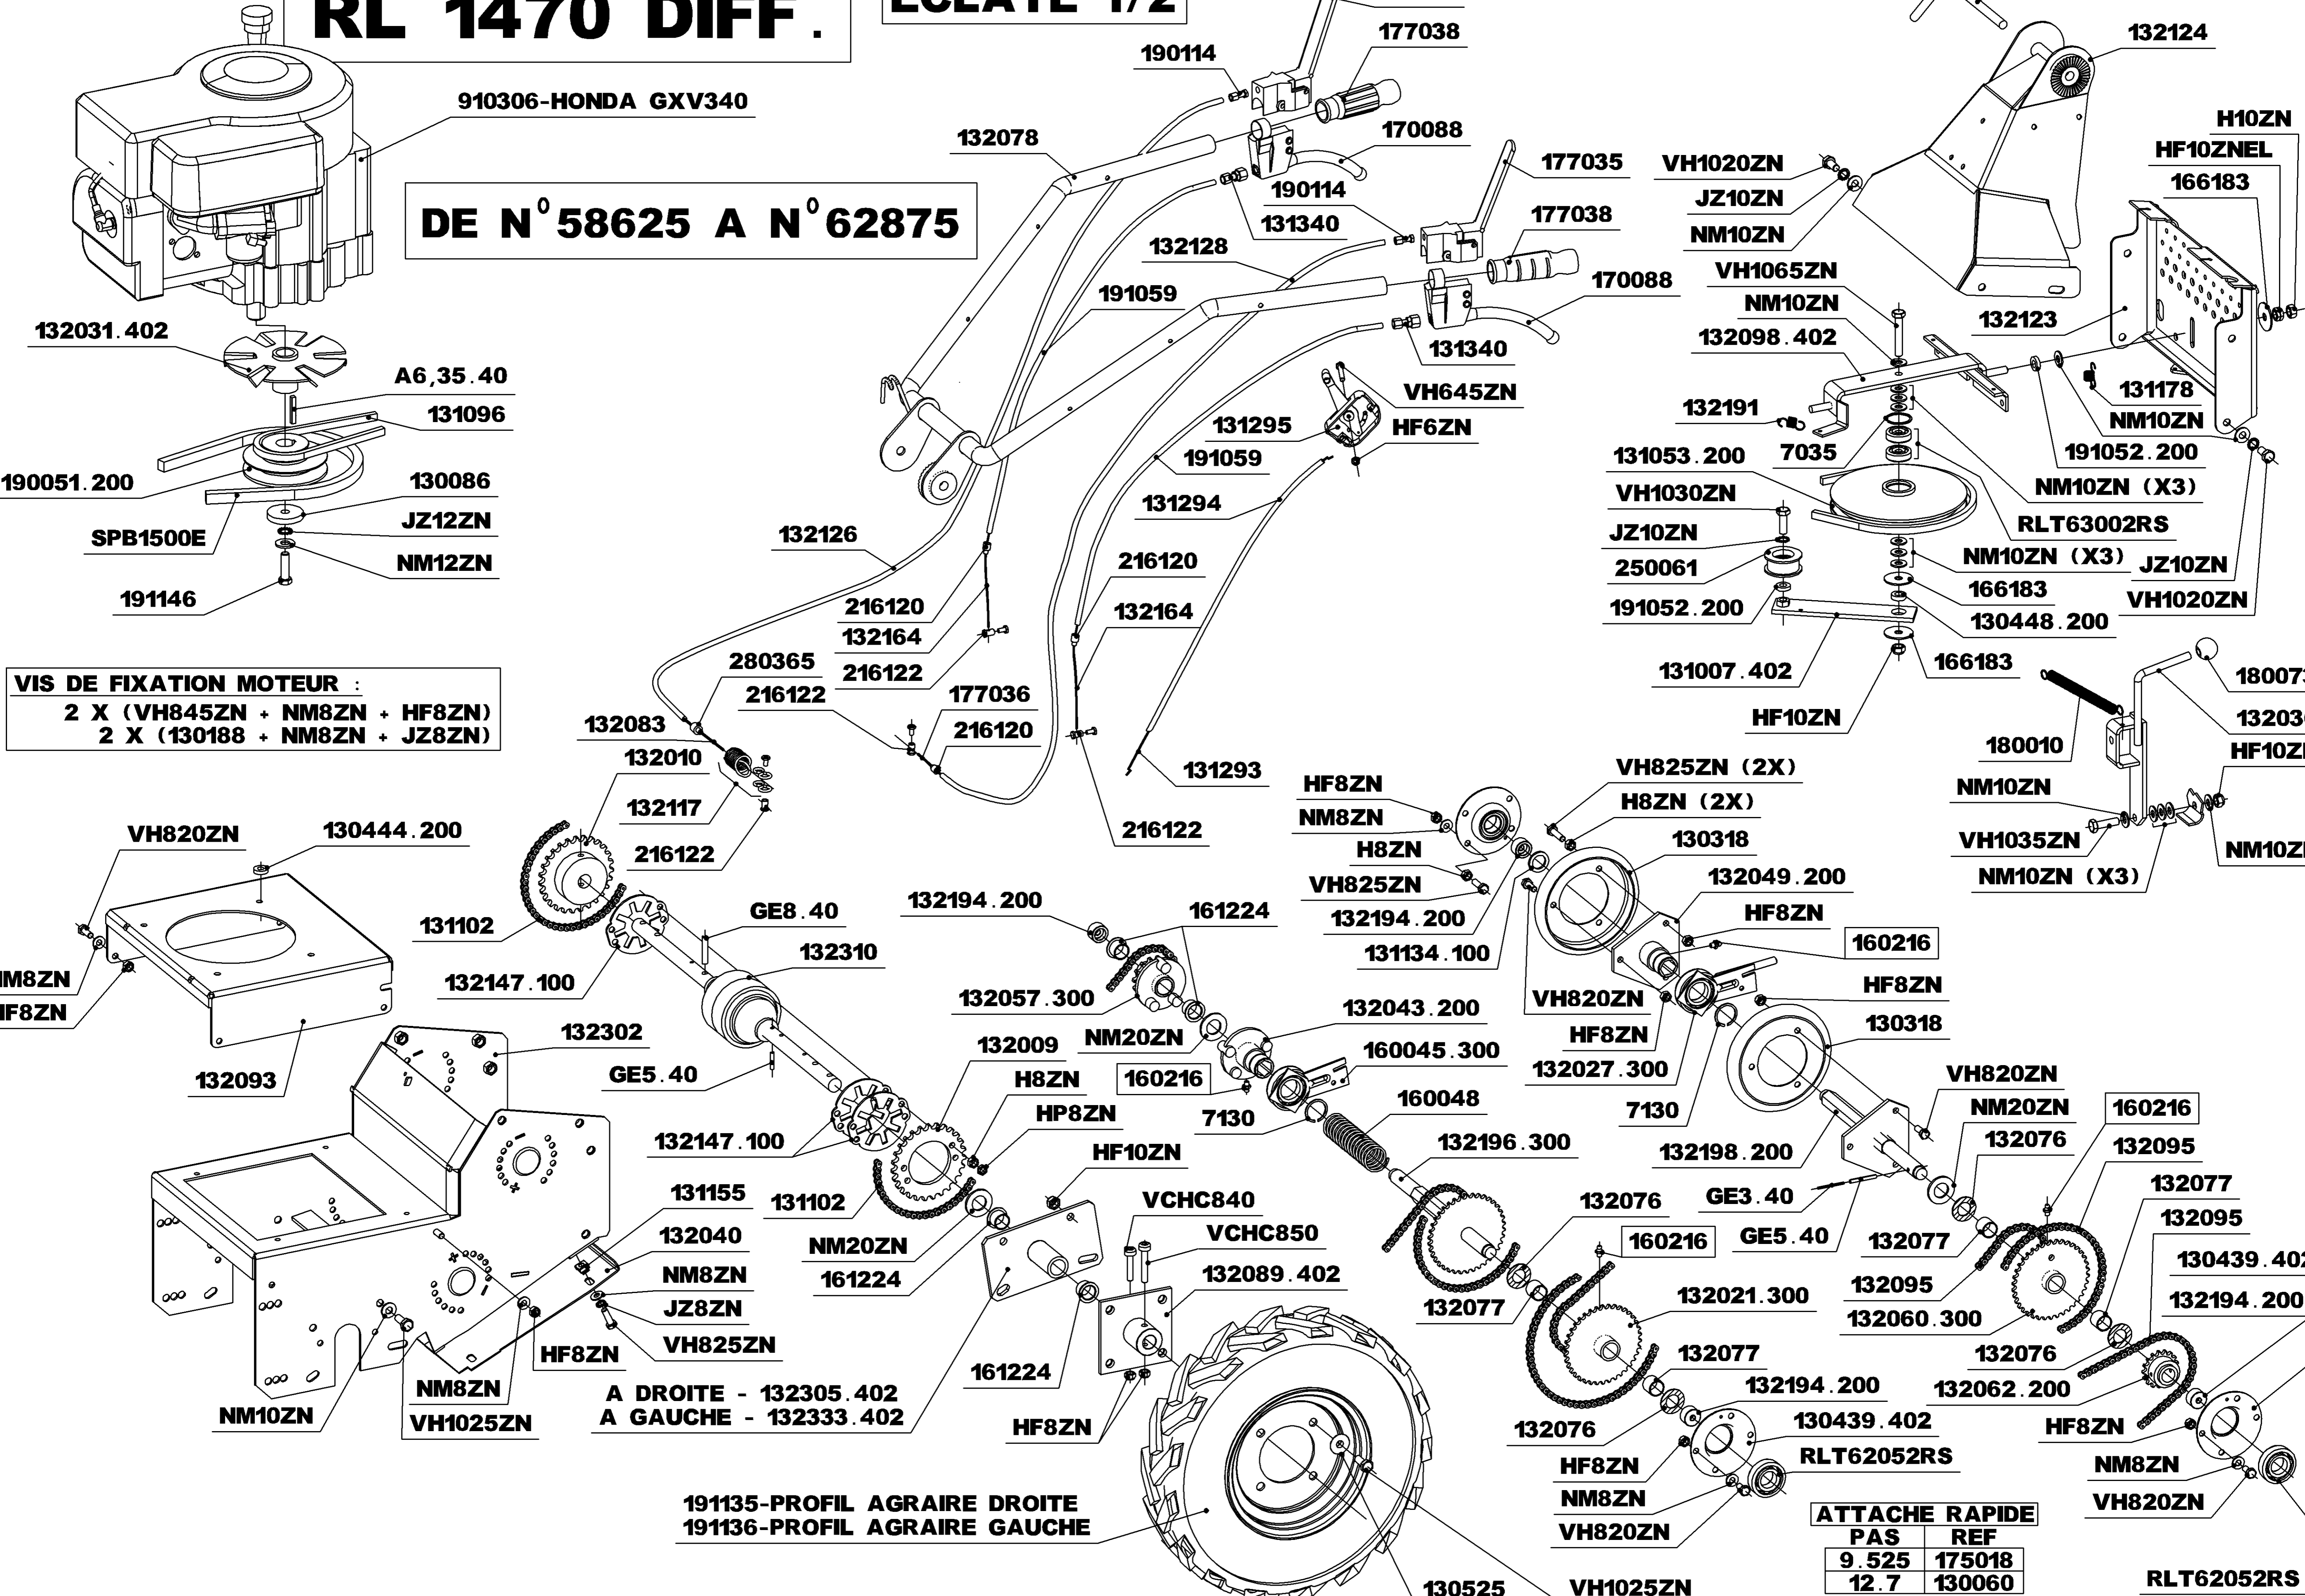 RL 1470 DIFF.
ECLATE 1/2
910306-HONDA GXV340
DE N° 58625 A N° 62875
132031.402
A6,35.40
131096
190051.200
130086
SPB1500E
JZ12ZN
NM12ZN
191146
VIS DE FIXATION MOTEUR :
2 X (VH845ZN + NM8ZN + HF8ZN)
2 X (130188 + NM8ZN + JZ8ZN)
190114
177038
132078
170088
177035
190114
131340
177038
132128
191059
170088
131340
VH645ZN
131295
HF6ZN
191059
131294
132126
216120
216120
132164
132164
216122
280365
216122
177036
132083
216120
132010
131293
132117
216122
216122
132124
H10ZN
HF10ZNEL
166183
VH1020ZN
JZ10ZN
NM10ZN
VH1065ZN
NM10ZN
132098.402
132123
131178
132191
NM10ZN
7035
191052.200
131053.200
NM10ZN (X3)
VH1030ZN
RLT63002RS
JZ10ZN
NM10ZN (X3)
JZ10ZN
250061
166183
VH1020ZN
191052.200
130448.200
131007.402
166183
HF10ZN
180010
NM10ZN
VH1035ZN
NM10ZN (X3)
VH820ZN
130444.200
HF8ZN
132093
132302
131102
132147.100
GE8.40
132310
GE5.40
132147.100
132009
H8ZN
HP8ZN
131102
NM20ZN
161224
131155
132040
NM8ZN
JZ8ZN
VH825ZN
HF8ZN
NM8ZN
VH1025ZN
NM10ZN
A DROITE - 132305.402
A GAUCHE - 132333.402
HF10ZN
VCHC840
VCHC850
132089.402
161224
HF8ZN
191135-PROFIL AGRAIRE DROITE
191136-PROFIL AGRAIRE GAUCHE
130525
VH1025ZN
132194.200
161224
132057.300
NM20ZN
132043.200
160216
160045.300
7130
160048
132196.300
132076
160216
132077
132021.300
132077
132194.200
132076
130439.402
HF8ZN
RLT62052RS
NM8ZN
VH820ZN
HF8ZN
NM8ZN
H8ZN
VH825ZN
132194.200
131134.100
VH825ZN (2X)
H8ZN (2X)
130318
132049.200
HF8ZN
160216
VH820ZN
HF8ZN
HF8ZN
132027.300
130318
7130
VH820ZN
132198.200
NM20ZN
160216
132076
132095
GE3.40
132077
GE5.40
132077
132095
132095
132060.300
132194.200
132076
132062.200
HF8ZN
NM8ZN
VH820ZN
RLT62052RS
ATTACHE RAPIDE
PAS REF
9.525 175018
12.7 130060